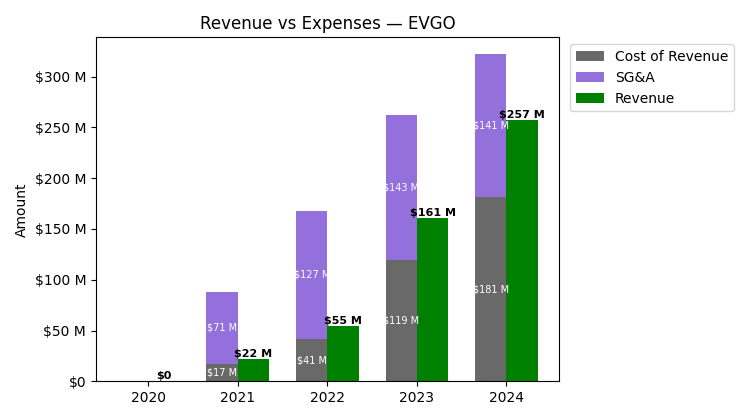 Revenue vs Expenses — EVGO
Cost of Revenue
SG&A
Revenue
Amount
$300 M
$250 M
$200 M
$150 M
$100 M
$50 M
$0
$0
$71 M
$17 M
$22 M
$127 M
$41 M
$55 M
$143 M
$119 M
$161 M
$141 M
$181 M
$257 M
2020
2021
2022
2023
2024